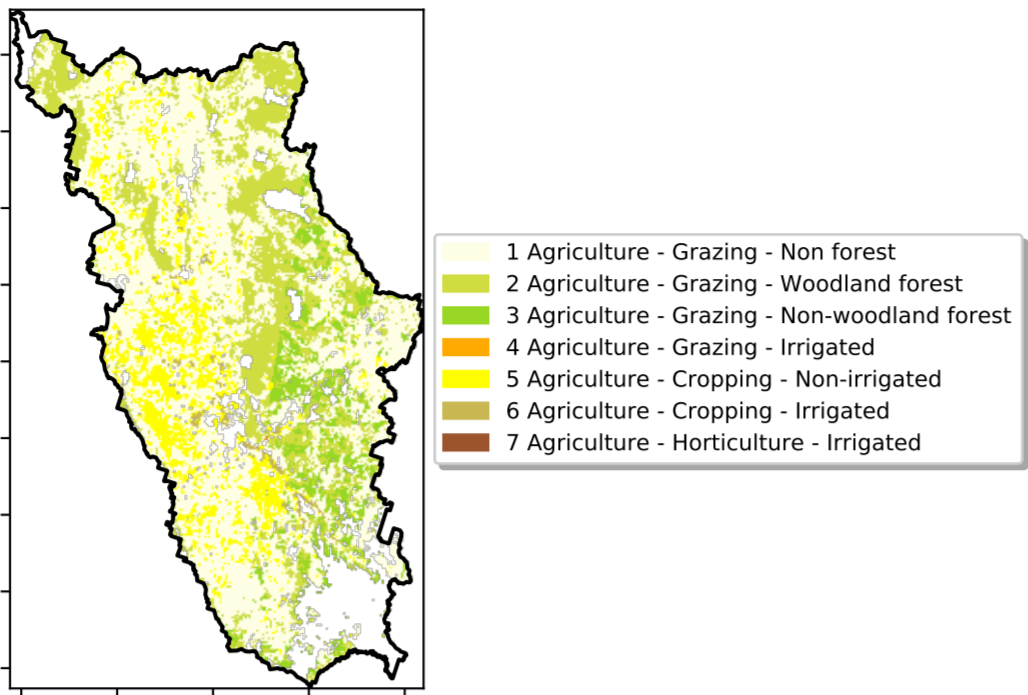 1 Agriculture - Grazing - Non forest
2 Agriculture - Grazing - Woodland forest
3 Agriculture - Grazing - Non-woodland forest
4 Agriculture - Grazing - Irrigated
5 Agriculture - Cropping - Non-irrigated
6 Agriculture - Cropping - Irrigated
7 Agriculture - Horticulture - Irrigated